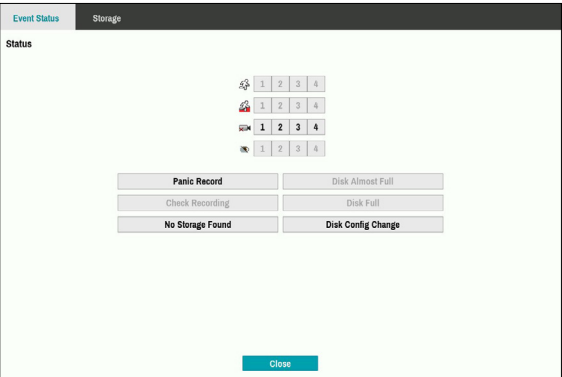 Event Status Storage
Status
1 2 3 4
1 2 3 4
1 2 3 4
1 2 3 4
Panic Record Disk Almost Full
Check Recording Disk Full
No Storage Found Disk Config Change
Close